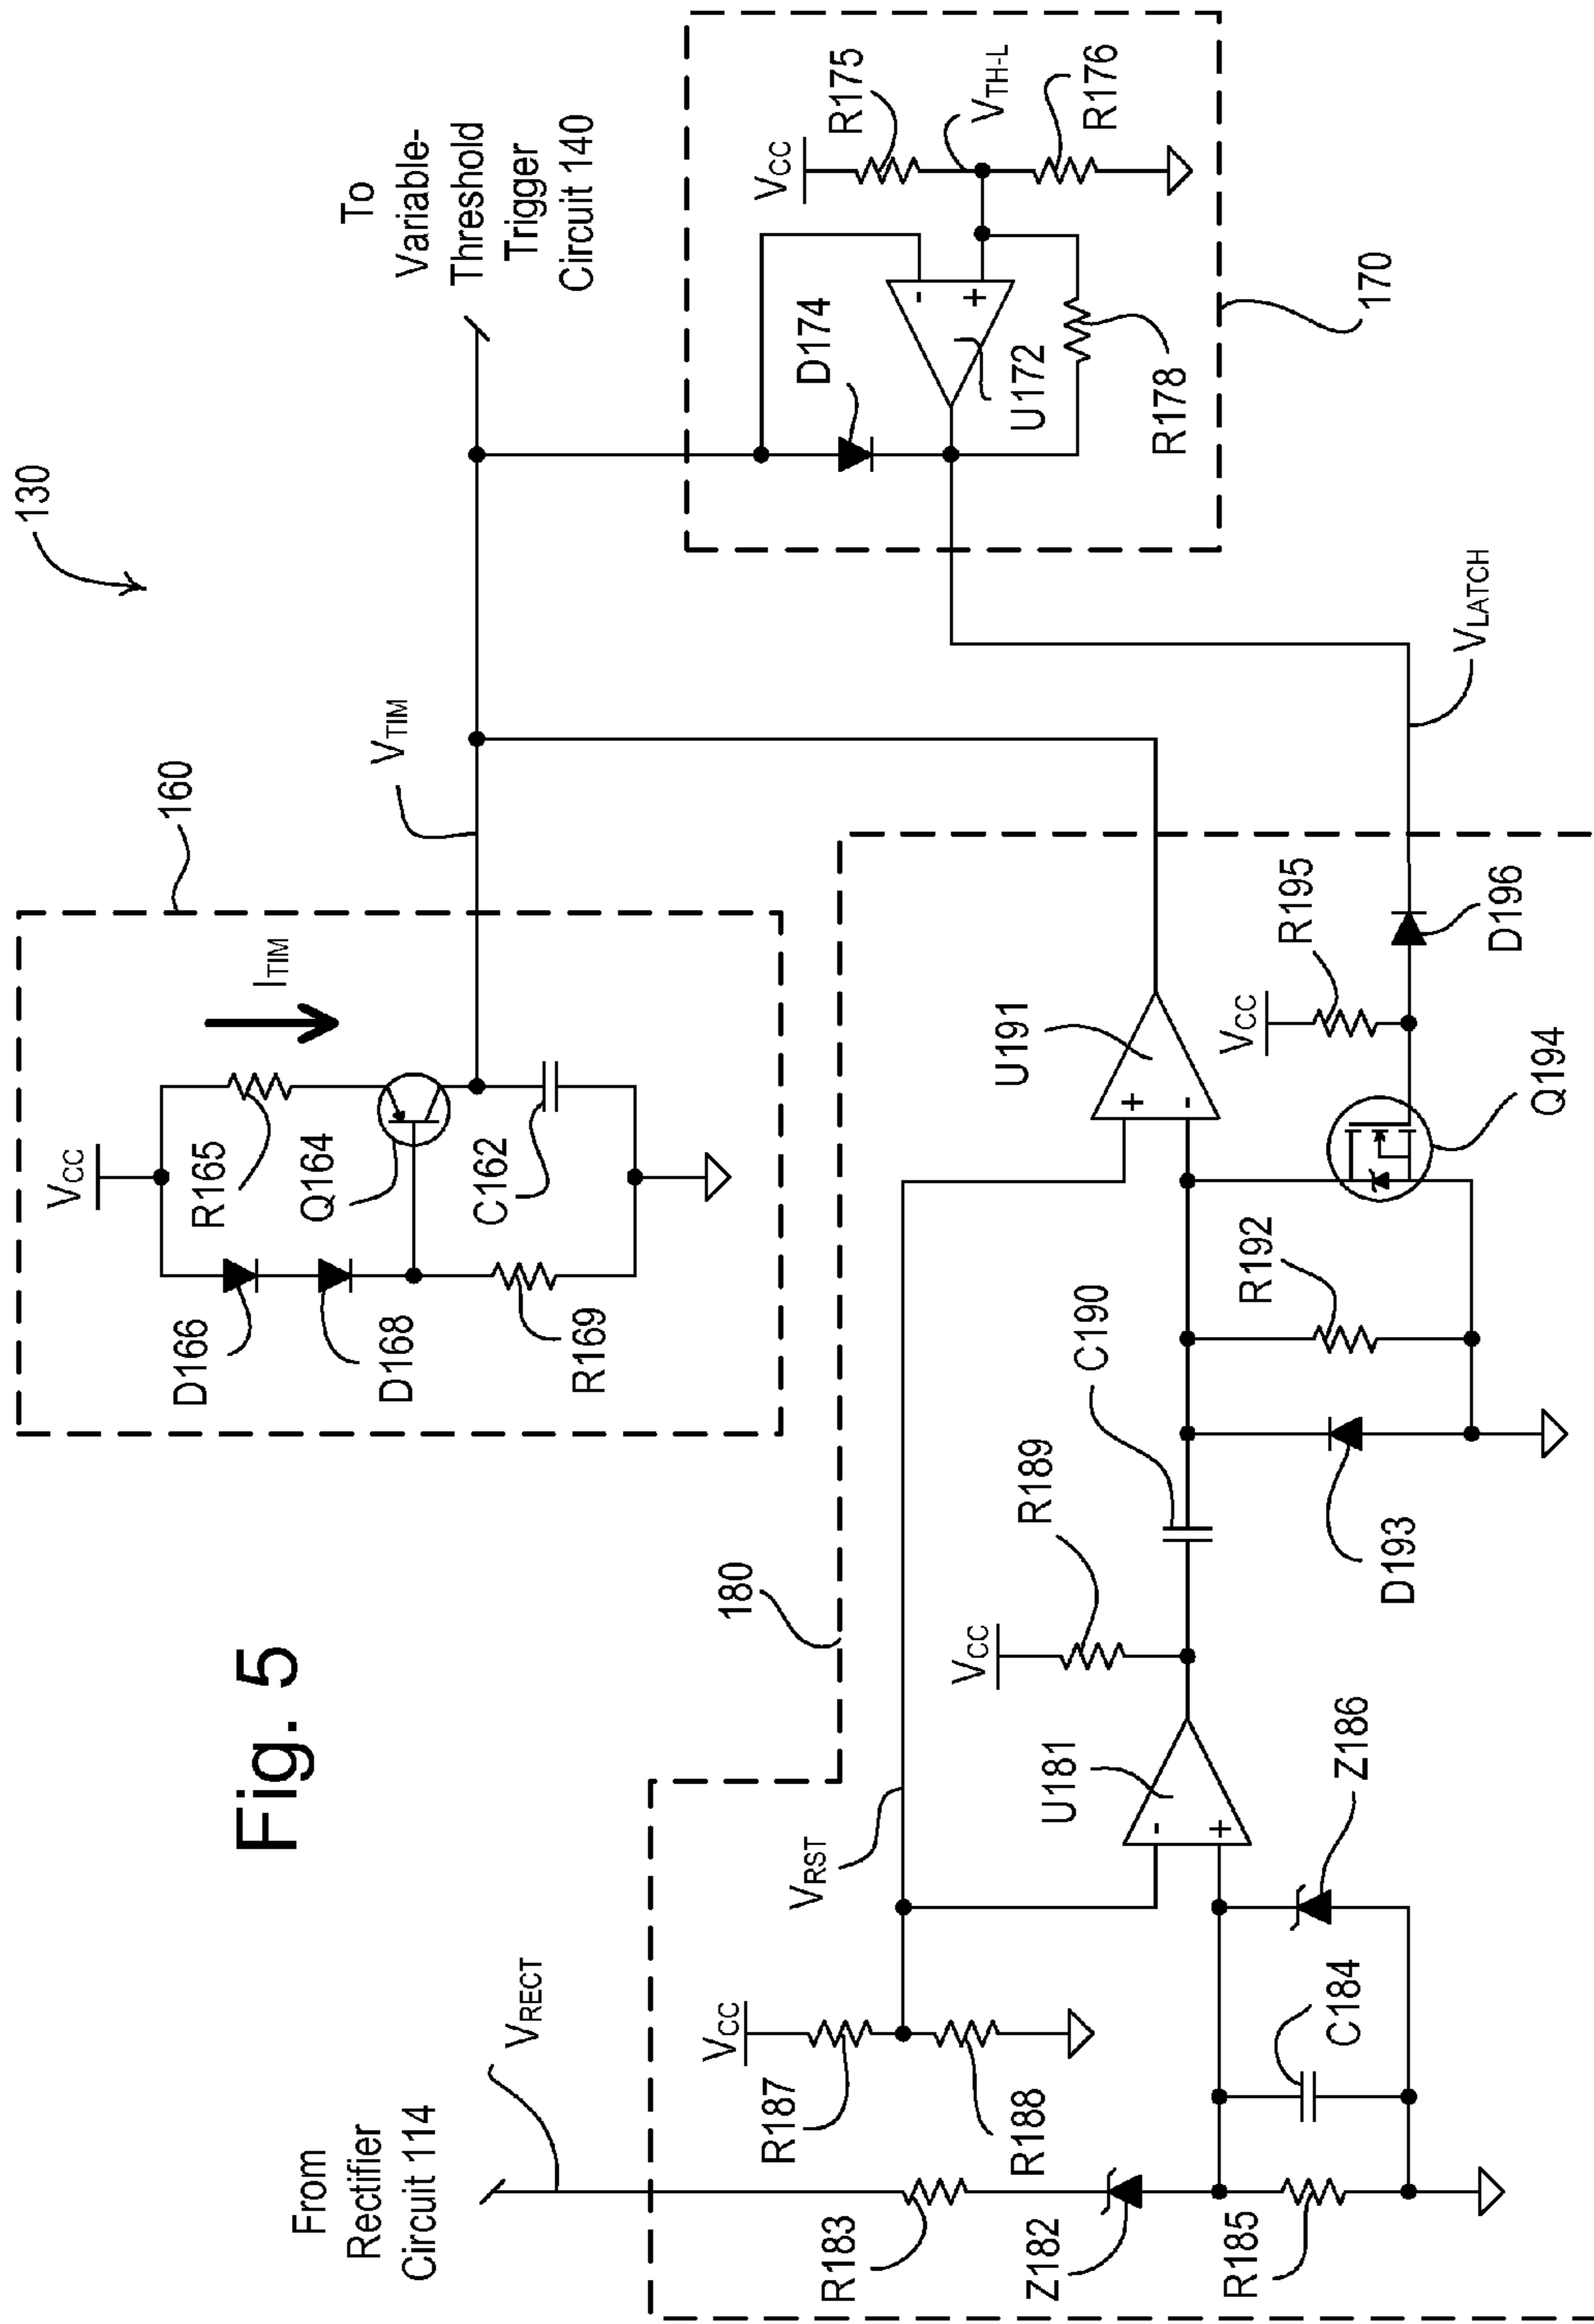 130
To
Variable-
Threshold
Trigger
Circuit 140
160
VCC
ITIM
R165
D166
Q164
D168
C162
R169
VTIM
D174
VCC
R175
VTH-L
U172
R176
R178
170
VLATCH
Fig. 5
From
Rectifier
Circuit 114
VRECT
180
VCC
R187
VRST
R183
R188
VCC
R189
U181
-
+
Z182
C184
Z186
R185
C190
U191
+
-
R192
VCC
R195
D193
Q194
D196
-
+